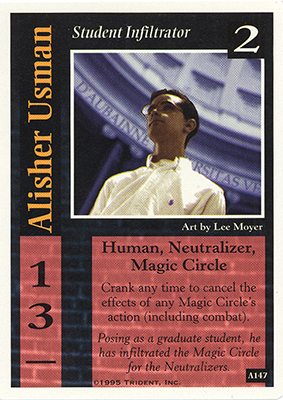 Alisher Usman
Student Infiltrator
2
D'AUBAINNE
Art by Lee Moyer
Human, Neutralizer,
Magic Circle
Crank any time to cancel the
effects of any Magic Circle's
action (including combat).
Posing as a graduate student, he
has infiltrated the Magic Circle
for the Neutralizers.
1
3
—
©1995 TRIDENT, INC.
A147